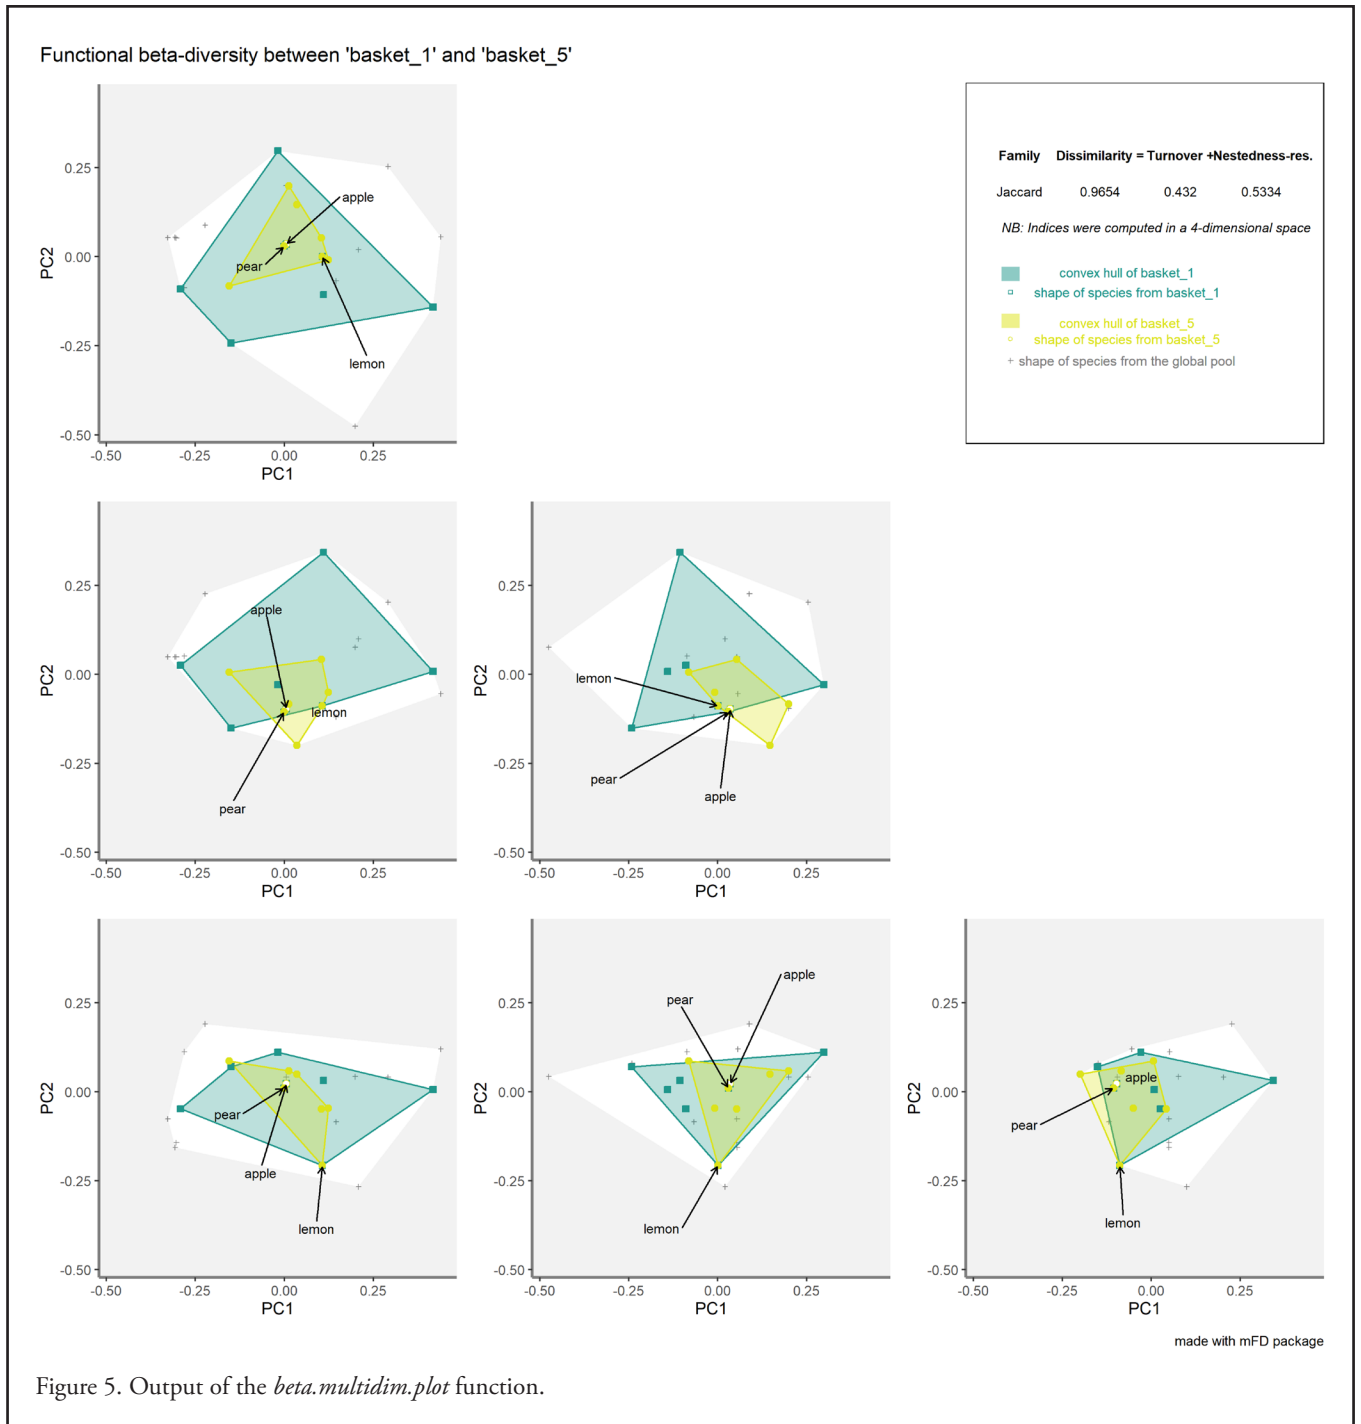 Functional beta-diversity between 'basket_1' and 'basket_5'
0.25
0.00
-0.25
-0.50
PC2
apple
pear
lemon
-0.50 -0.25 0.00 0.25
PC1
Family Dissimilarity = Turnover +Nestedness-res.
Jaccard 0.9654 0.432 0.5334
NB: Indices were computed in a 4-dimensional space
convex hull of basket_1
shape of species from basket_1
convex hull of basket_5
shape of species from basket_5
shape of species from the global pool
0.25
0.00
-0.25
-0.50
PC2
apple
lemon
pear
-0.50 -0.25 0.00 0.25
PC1
0.25
0.00
-0.25
-0.50
PC2
lemon
pear
apple
-0.50 -0.25 0.00 0.25
PC1
0.25
0.00
-0.25
-0.50
PC2
pear
apple
lemon
-0.50 -0.25 0.00 0.25
PC1
0.25
0.00
-0.25
-0.50
PC2
apple
pear
lemon
-0.50 -0.25 0.00 0.25
PC1
0.25
0.00
-0.25
-0.50
PC2
apple
pear
lemon
-0.50 -0.25 0.00 0.25
PC1
made with mFD package
Figure 5. Output of the beta.multidim.plot function.